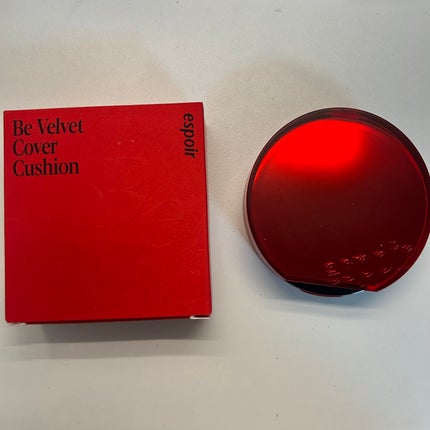 Be Velvet
Cover
Cushion
espoir